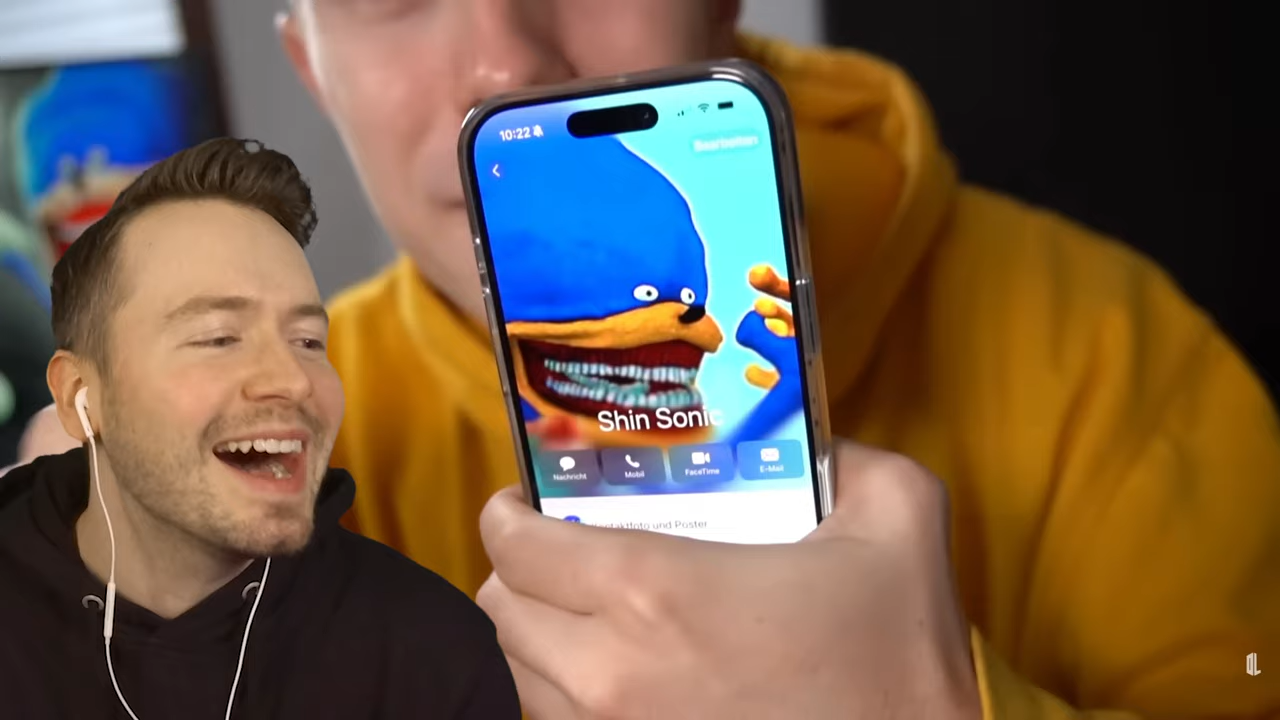 10:22
Bearbeiten
Shin Sonic
Nachricht
Mobil
FaceTime
E-Mail
Kontaktfoto und Poster